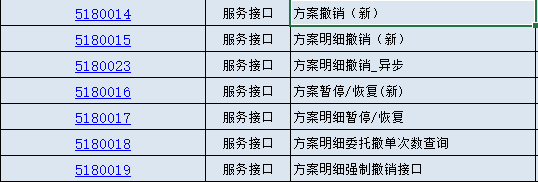 5180014 服务接口 方案撤销（新）
5180015 服务接口 方案明细撤销（新）
5180023 服务接口 方案明细撤销_异步
5180016 服务接口 方案暂停/恢复(新)
5180017 服务接口 方案明细暂停/恢复
5180018 服务接口 方案明细委托撤单次数查询
5180019 服务接口 方案明细强制撤销接口